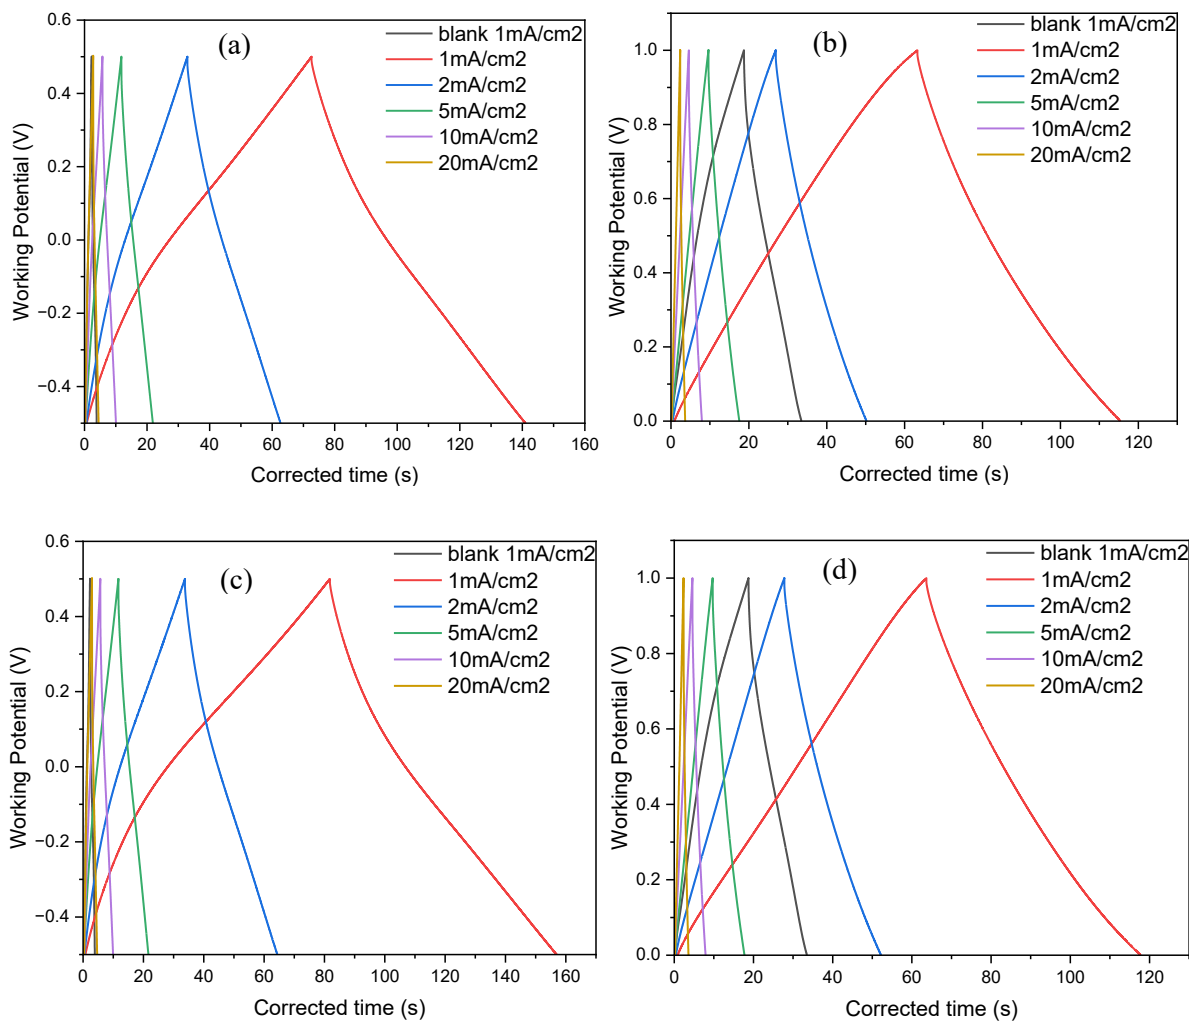 (a)
blank 1mA/cm2
1mA/cm2
2mA/cm2
5mA/cm2
10mA/cm2
20mA/cm2
0.6
0.4
0.2
0.0
−0.2
−0.4
Working Potential (V)
0 20 40 60 80 100 120 140 160
Corrected time (s)
(b)
blank 1mA/cm2
1mA/cm2
2mA/cm2
5mA/cm2
10mA/cm2
20mA/cm2
1.0
0.8
0.6
0.4
0.2
0.0
Working Potential (V)
0 20 40 60 80 100 120
Corrected time (s)
(c)
blank 1mA/cm2
1mA/cm2
2mA/cm2
5mA/cm2
10mA/cm2
20mA/cm2
0.6
0.4
0.2
0.0
−0.2
−0.4
Working Potential (V)
0 20 40 60 80 100 120 140 160
Corrected time (s)
(d)
blank 1mA/cm2
1mA/cm2
2mA/cm2
5mA/cm2
10mA/cm2
20mA/cm2
1.0
0.8
0.6
0.4
0.2
0.0
Working Potential (V)
0 20 40 60 80 100 120
Corrected time (s)